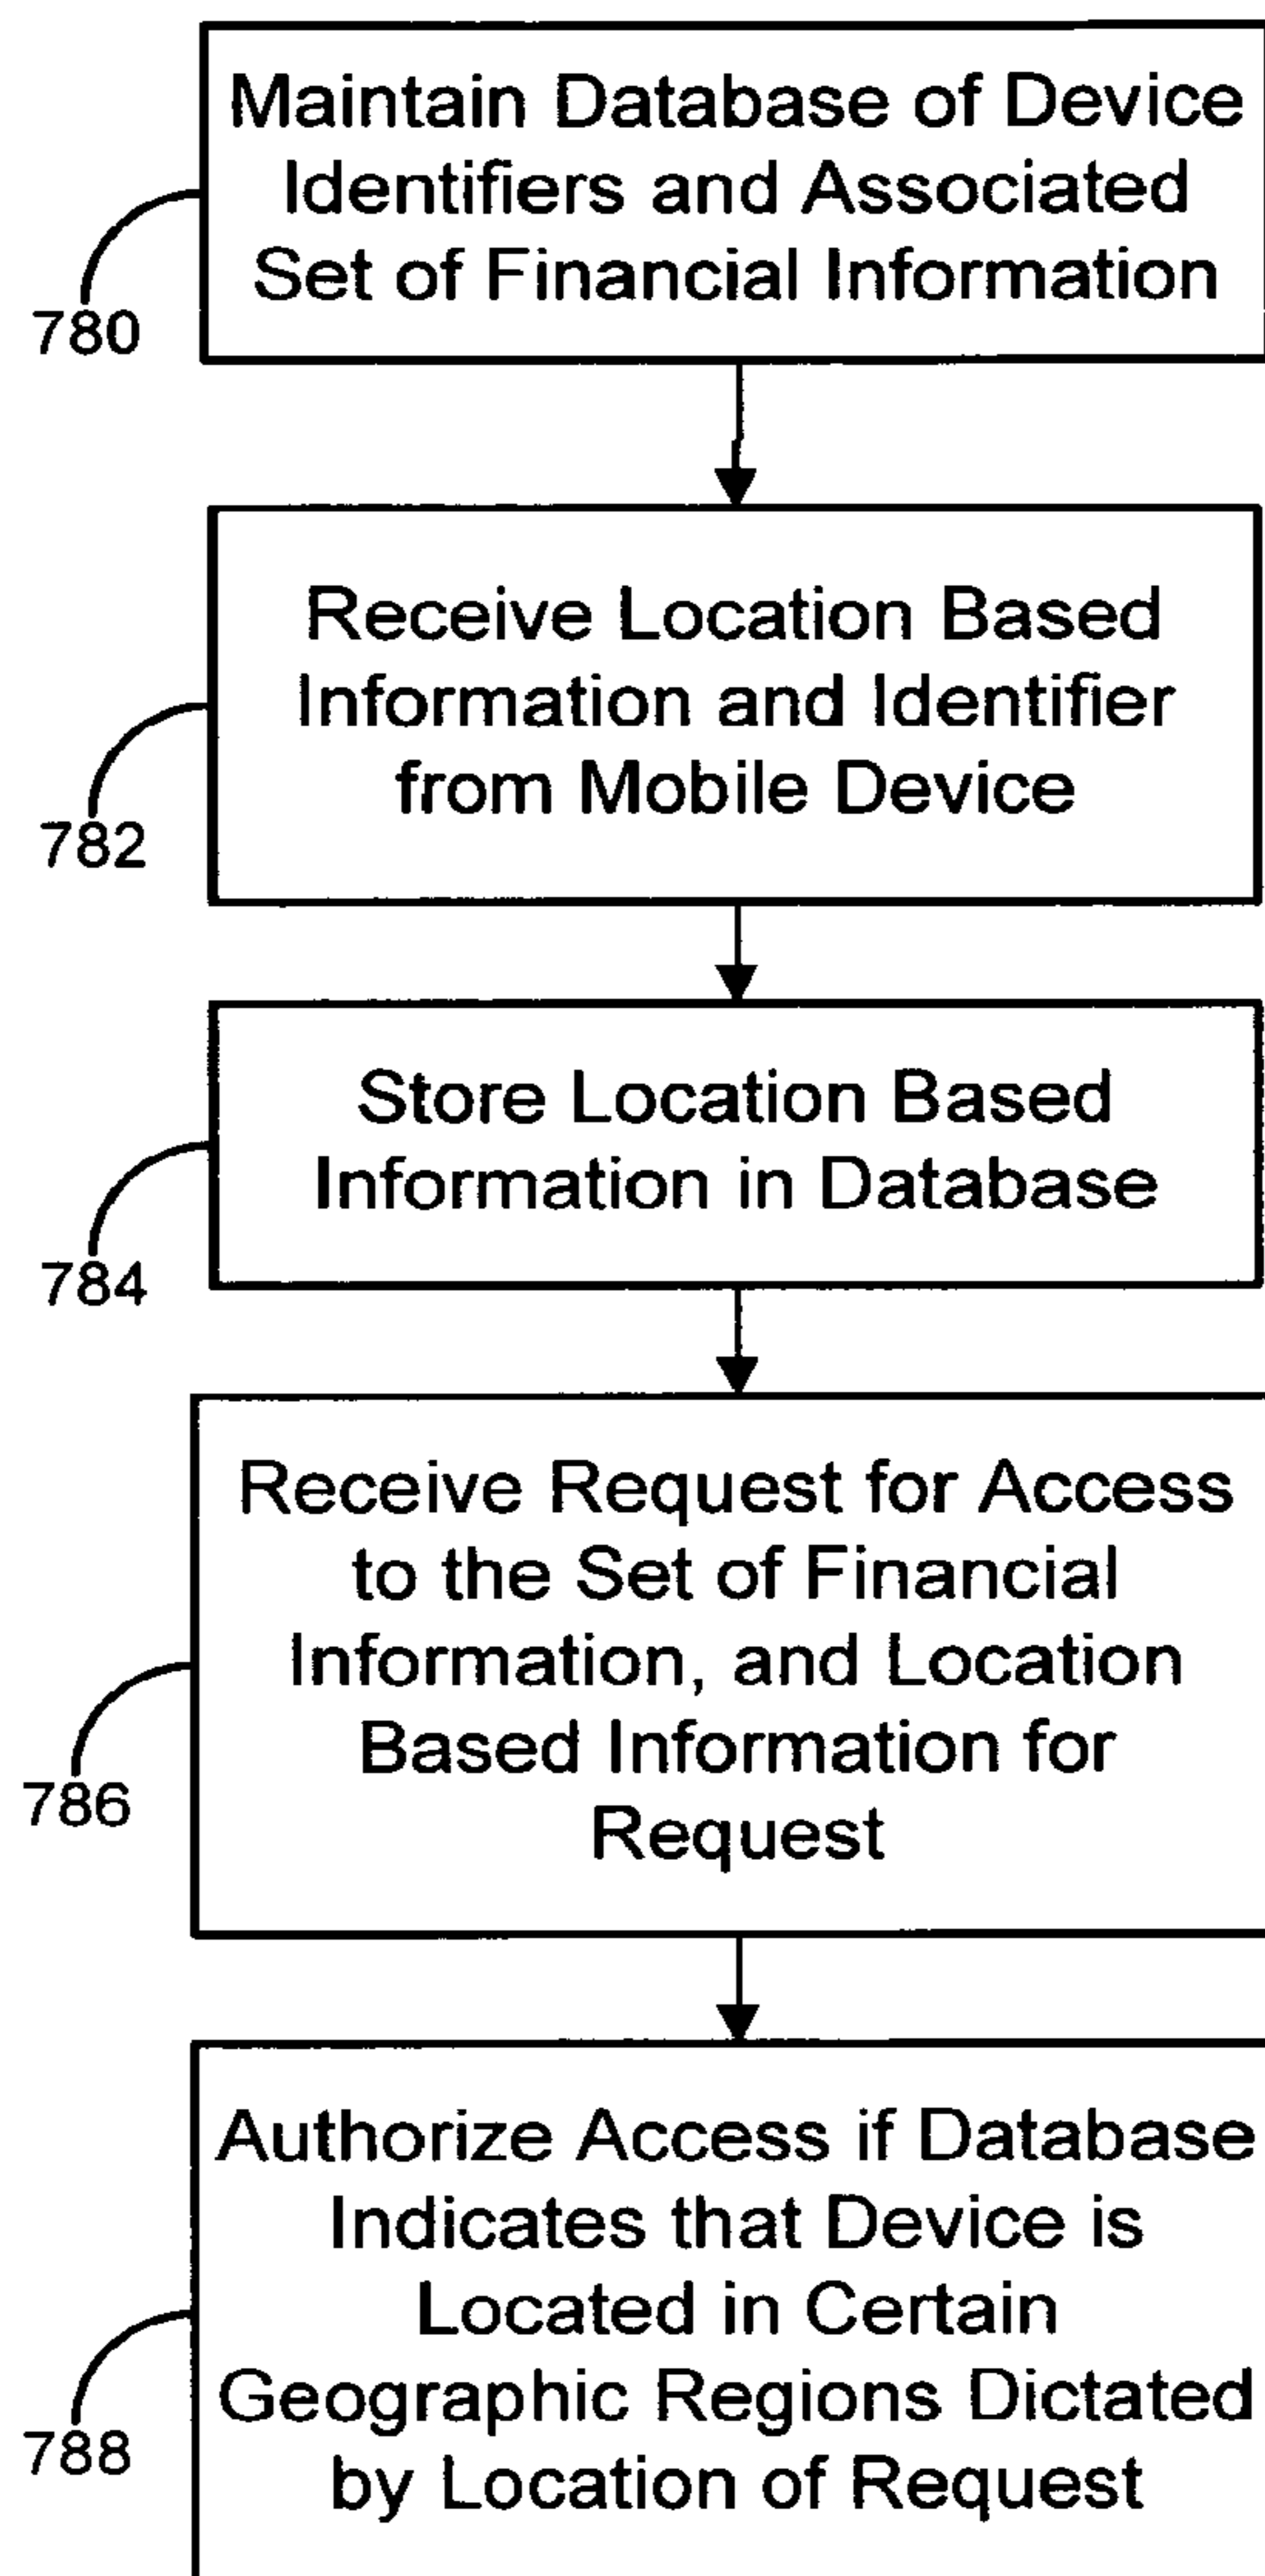 Maintain Database of Device
Identifiers and Associated
Set of Financial Information
780
Receive Location Based
Information and Identifier
from Mobile Device
782
Store Location Based
Information in Database
784
Receive Request for Access
to the Set of Financial
Information, and Location
Based Information for
Request
786
Authorize Access if Database
Indicates that Device is
Located in Certain
Geographic Regions Dictated
by Location of Request
788